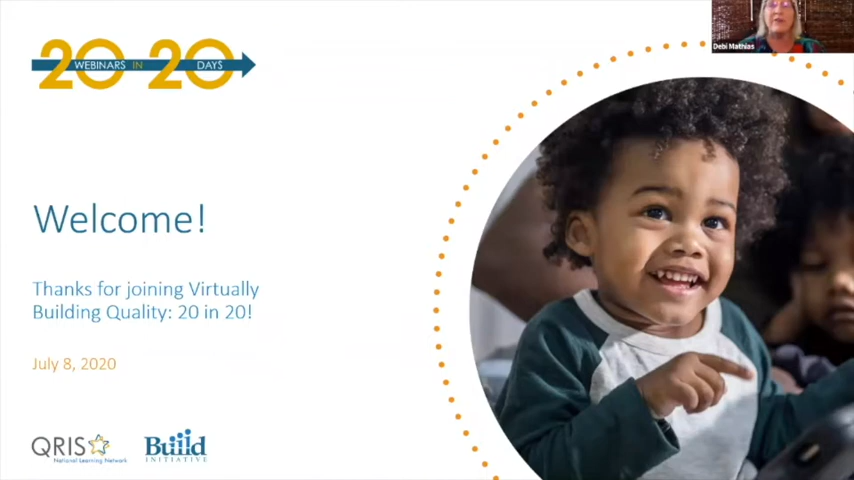 20 WEBINARS IN 20 DAYS
Debi Mathias
Welcome!
Thanks for joining Virtually
Building Quality: 20 in 20!
July 8, 2020
QRIS
National Learning Network
Build
INITIATIVE